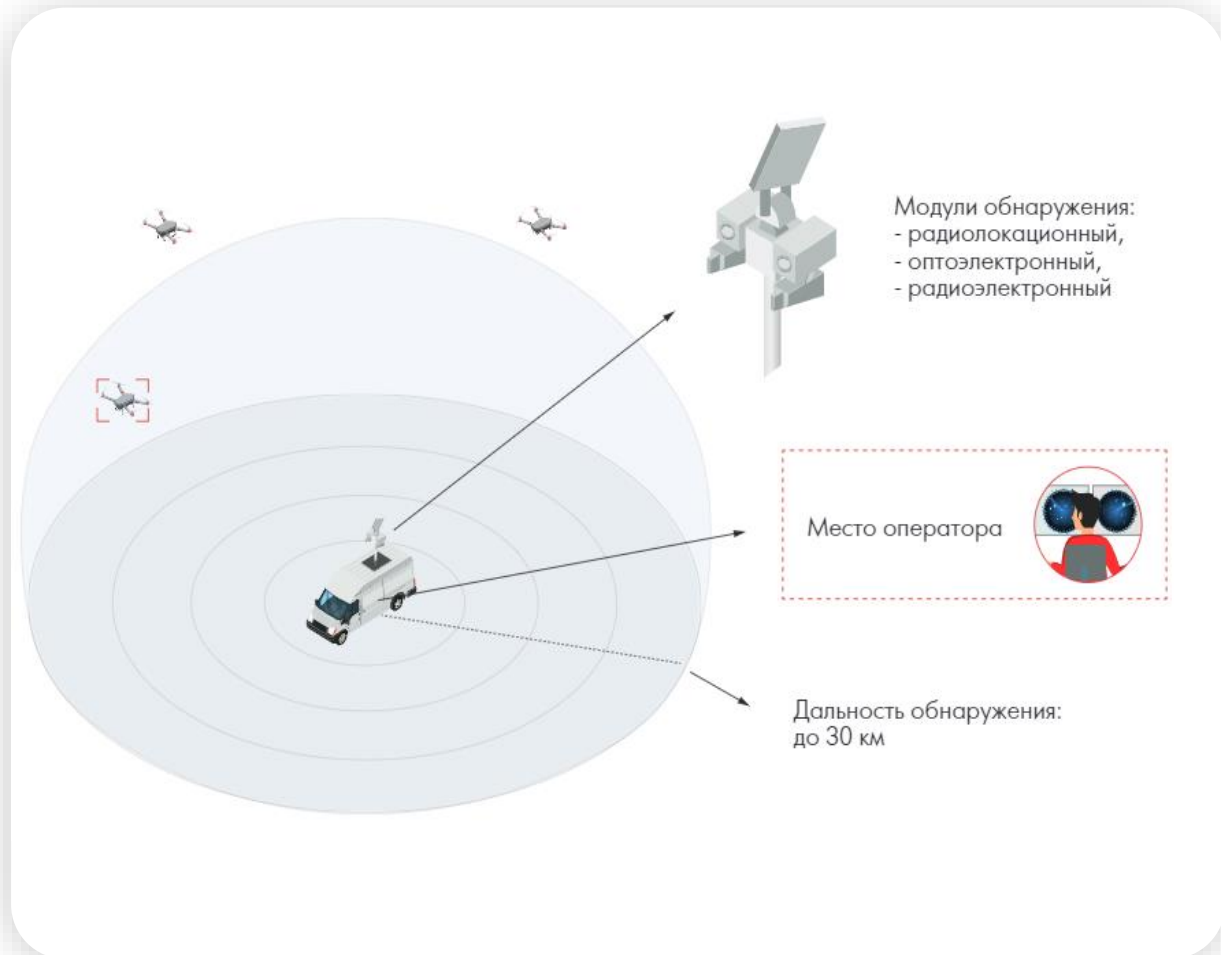 Модули обнаружения:
- радиолокационный,
- оптоэлектронный,
- радиоэлектронный
Место оператора
Дальность обнаружения:
до 30 км